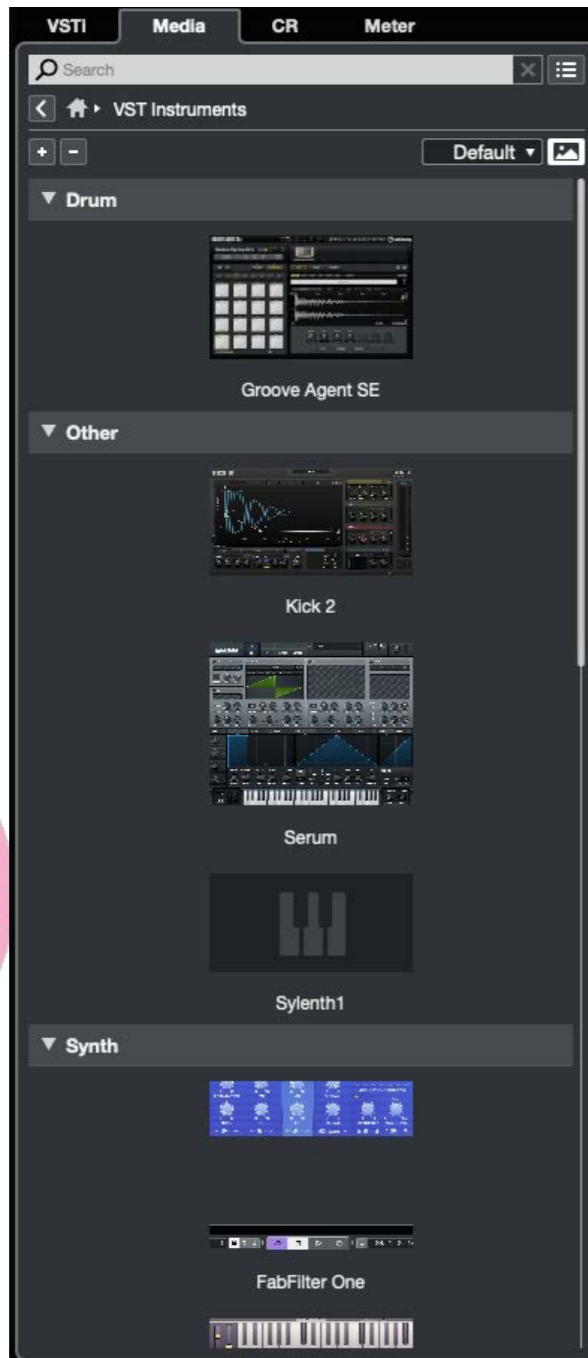 VSTi Media CR Meter
Search
VST Instruments
Default
Drum
Groove Agent SE
Other
Kick 2
Serum
Sylenth1
Synth
FabFilter One